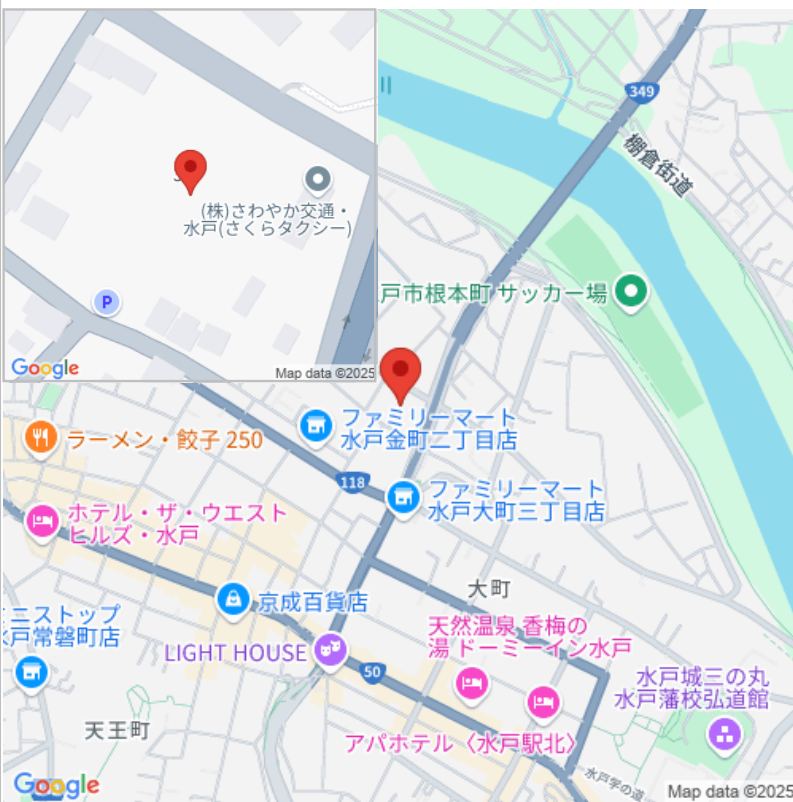 (株)さわやか交通・
水戸(さくらタクシー)
P
Google
Map data ©2025
349
棚倉街道
戸市根本町 サッカー場
ファミリーマート
水戸金町二丁目店
ラーメン・餃子 250
118
ファミリーマート
水戸大町三丁目店
ホテル・ザ・ウエスト
ヒルズ・水戸
大町
京成百貨店
ニストップ
戸常磐町店
天然温泉 香梅の
湯 ドーミーイン水戸
LIGHT HOUSE
50
水戸城三の丸
水戸藩校弘道館
天王町
アパホテル〈水戸駅北〉
水戸学の道
Google
Map data ©2025